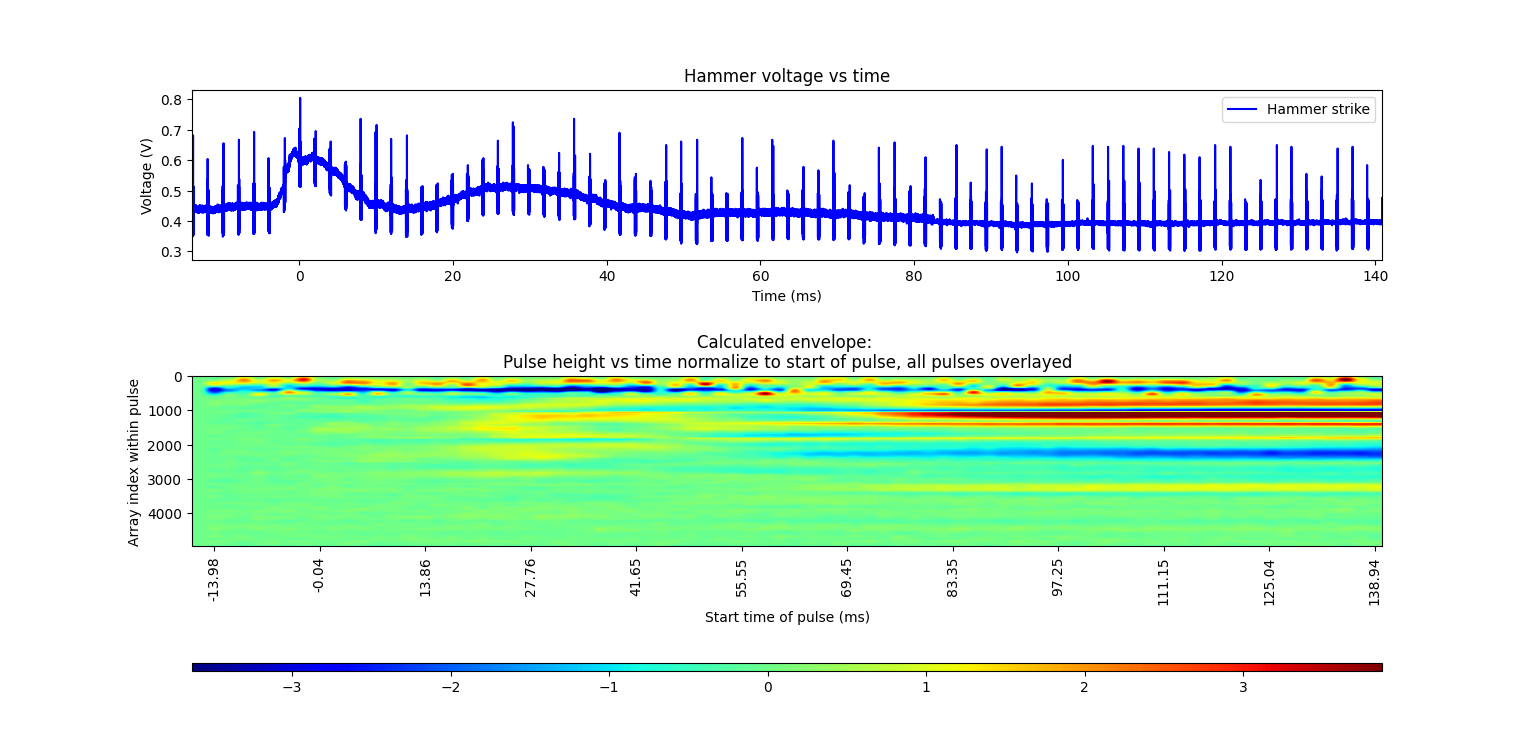 Hammer voltage vs time
0.8
0.7
0.6
0.5
0.4
0.3
Voltage (V)
Hammer strike
0 20 40 60 80 100 120 140
Time (ms)
Calculated envelope:
Pulse height vs time normalize to start of pulse, all pulses overlayed
0
1000
2000
3000
4000
Array index within pulse
-13.98 -0.04 13.86 27.76 41.65 55.55 69.45 83.35 97.25 111.15 125.04 138.94
Start time of pulse (ms)
−3 −2 −1 0 1 2 3